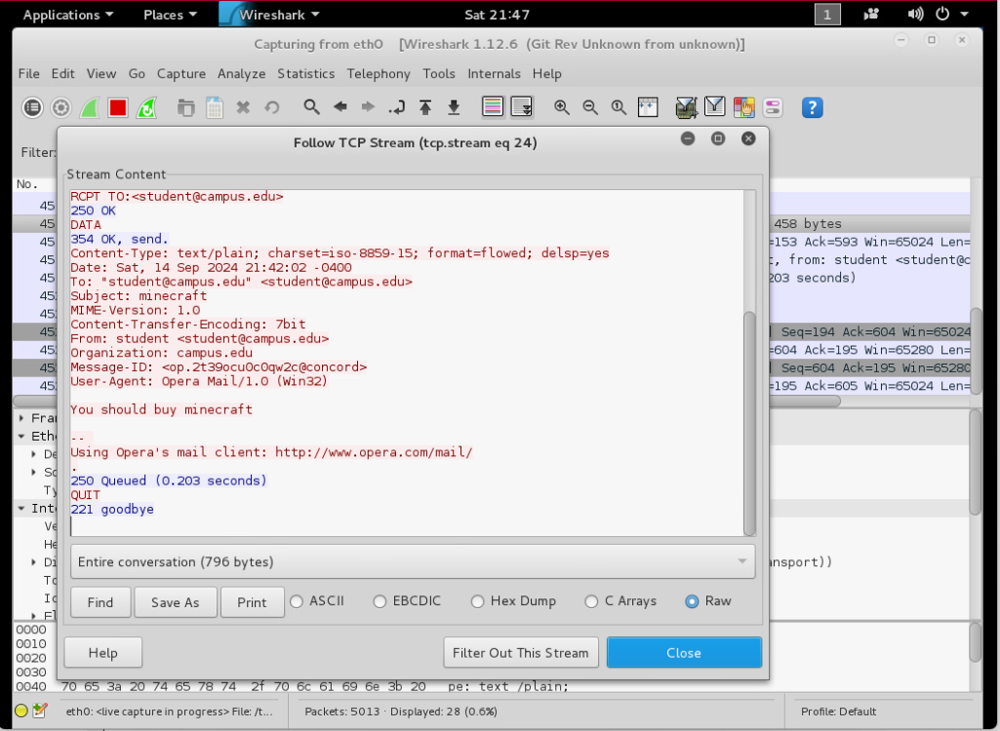 Applications Places Wireshark Sat 21:47 1
Capturing from eth0 [Wireshark 1.12.6 (Git Rev Unknown from unknown)]
File Edit View Go Capture Analyze Statistics Telephony Tools Internals Help
Filter:
Follow TCP Stream (tcp.stream eq 24)
No.
Stream Content
RCPT TO:<student@campus.edu>
250 OK
DATA
354 OK, send.
Content-Type: text/plain; charset=iso-8859-15; format=flowed; delsp=yes
Date: Sat, 14 Sep 2024 21:42:02 -0400
To: "student@campus.edu" <student@campus.edu>
Subject: minecraft
MIME-Version: 1.0
Content-Transfer-Encoding: 7bit
From: student <student@campus.edu>
Organization: campus.edu
Message-ID: <op.2t39ocu0c0qw2c@concord>
User-Agent: Opera Mail/1.0 (Win32)
You should buy minecraft
--
Using Opera's mail client: http://www.opera.com/mail/
.
250 Queued (0.203 seconds)
QUIT
221 goodbye
45
45 458 bytes
45 =153 Ack=593 Win=65024 Len=
45 t, from: student <student@c
45 203 seconds)
45
45
45 Seq=194 Ack=604 Win=65024
45 =604 Ack=195 Win=65280 Len=
45 Seq=604 Ack=195 Win=65280
45 =195 Ack=605 Win=65024 Len=
Fra
Eth
De
So
Ty
Int
Ve
He
Di ansport))
To
Id
Fl
Entire conversation (796 bytes)
Find Save As Print ASCII EBCDIC Hex Dump C Arrays Raw
Help Filter Out This Stream Close
0000
0010
0020
0030
0040 70 65 3a 20 74 65 78 74 2f 70 6c 61 69 6e 3b 20 pe: text /plain;
eth0: <live capture in progress> File: /t... Packets: 5013 · Displayed: 28 (0.6%) Profile: Default